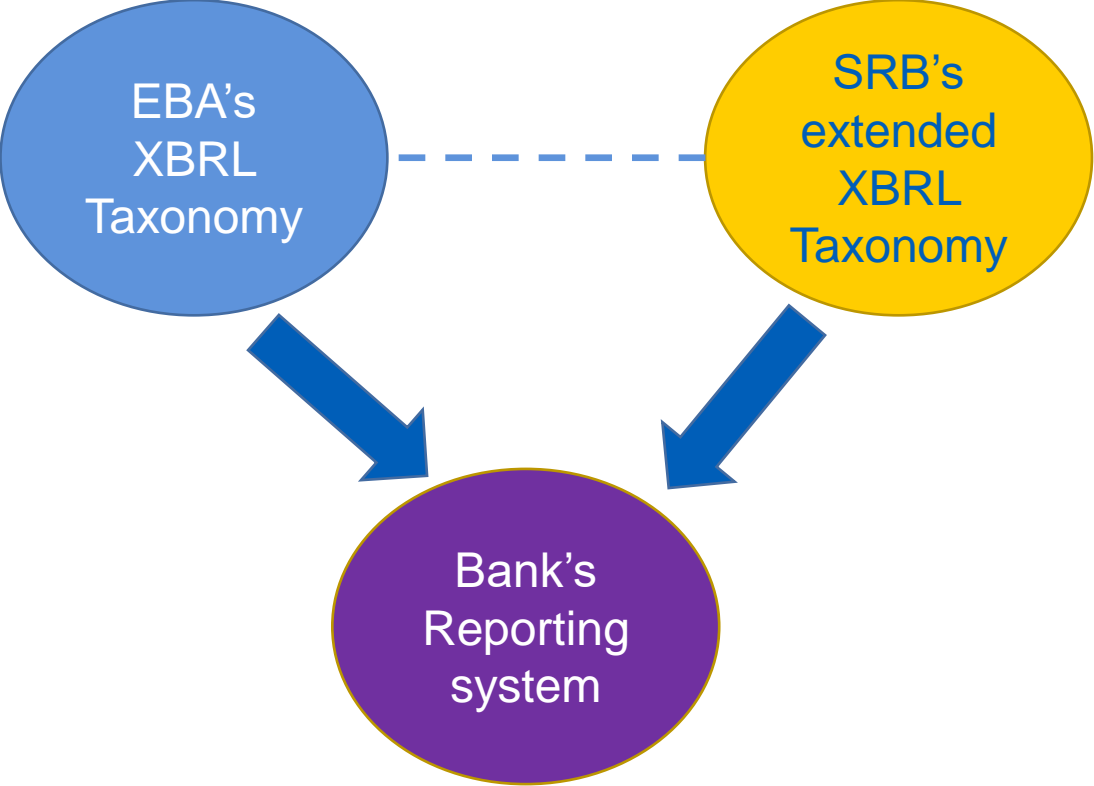 EBA’s
XBRL
Taxonomy
SRB’s
extended
XBRL
Taxonomy
Bank’s
Reporting
system